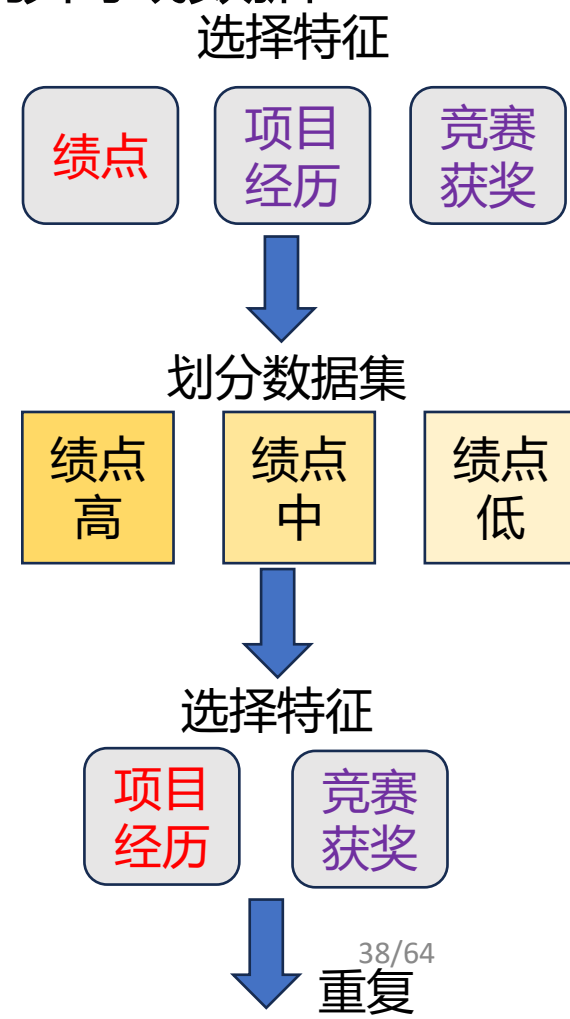 选择特征
绩点
项目
经历
竞赛
获奖
划分数据集
绩点
高
绩点
中
绩点
低
选择特征
项目
经历
竞赛
获奖
38/64
重复